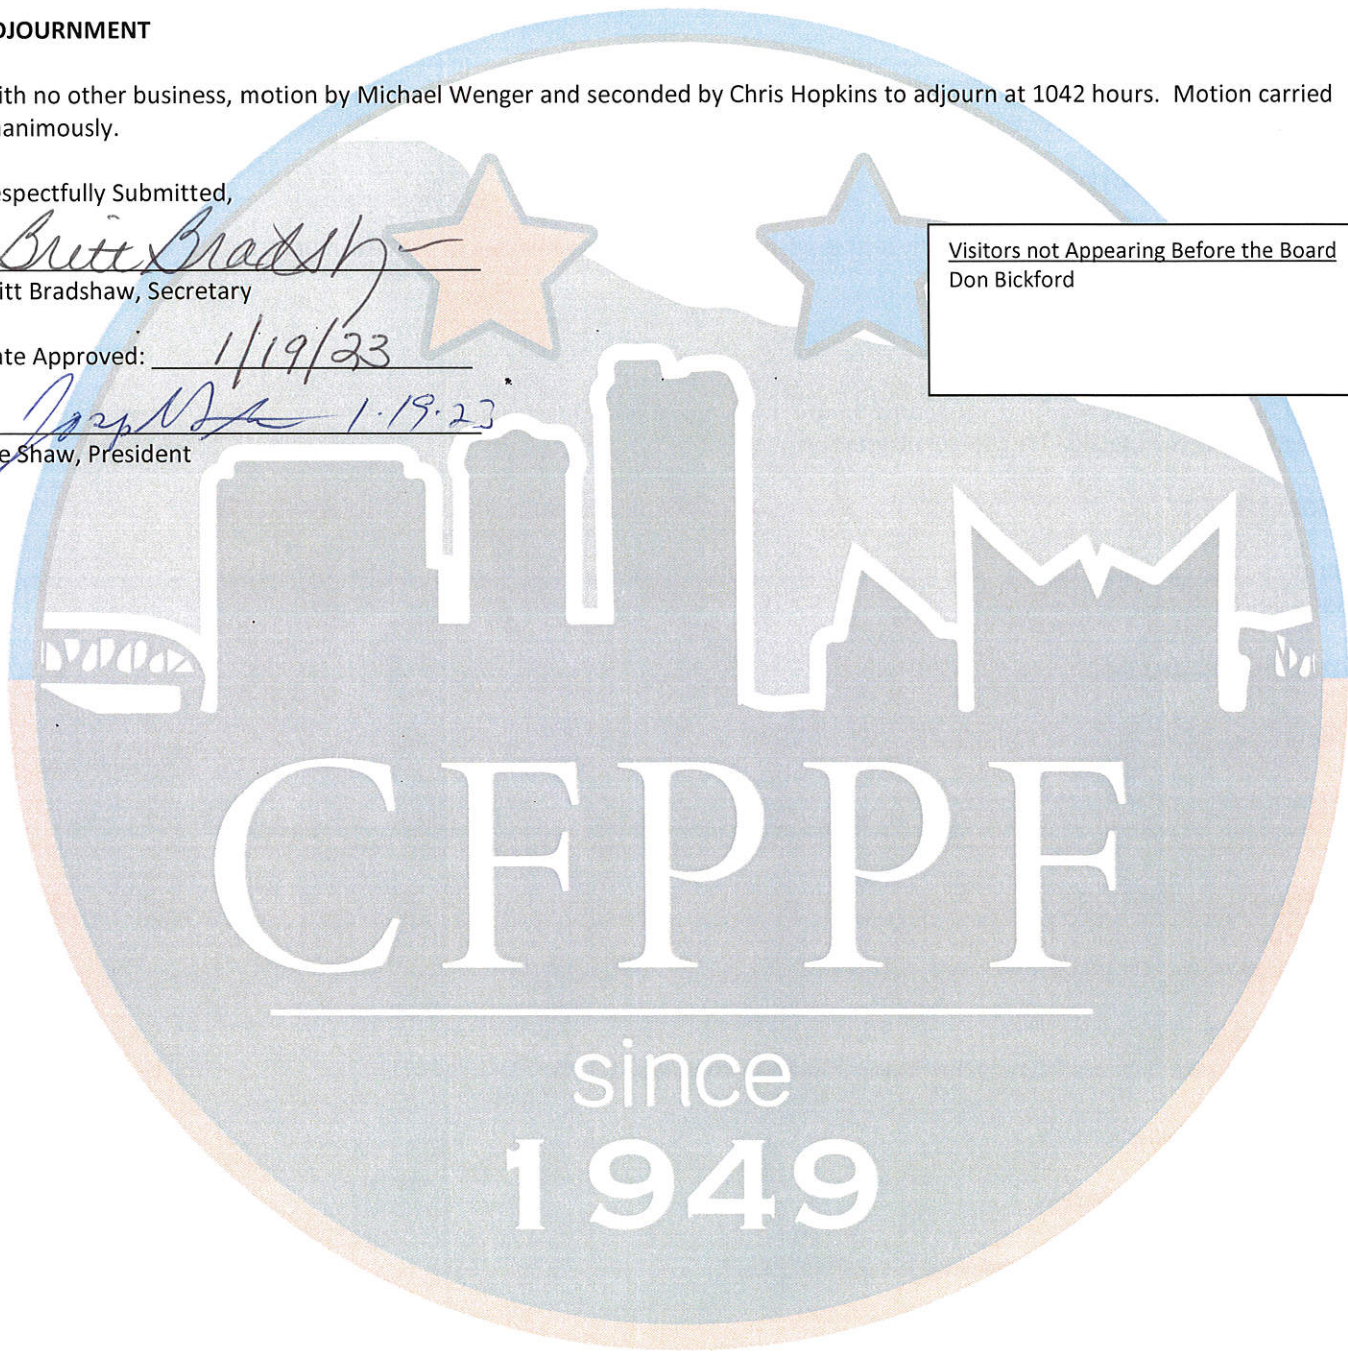 DJOURNMENT
ith no other business, motion by Michael Wenger and seconded by Chris Hopkins to adjourn at 1042 hours. Motion carried
nanimously.
espectfully Submitted,
Britt Bradshaw
itt Bradshaw, Secretary
ate Approved: 1/19/23
1.19.23
e Shaw, President
Visitors not Appearing Before the Board
Don Bickford
CFPPF
since
1949